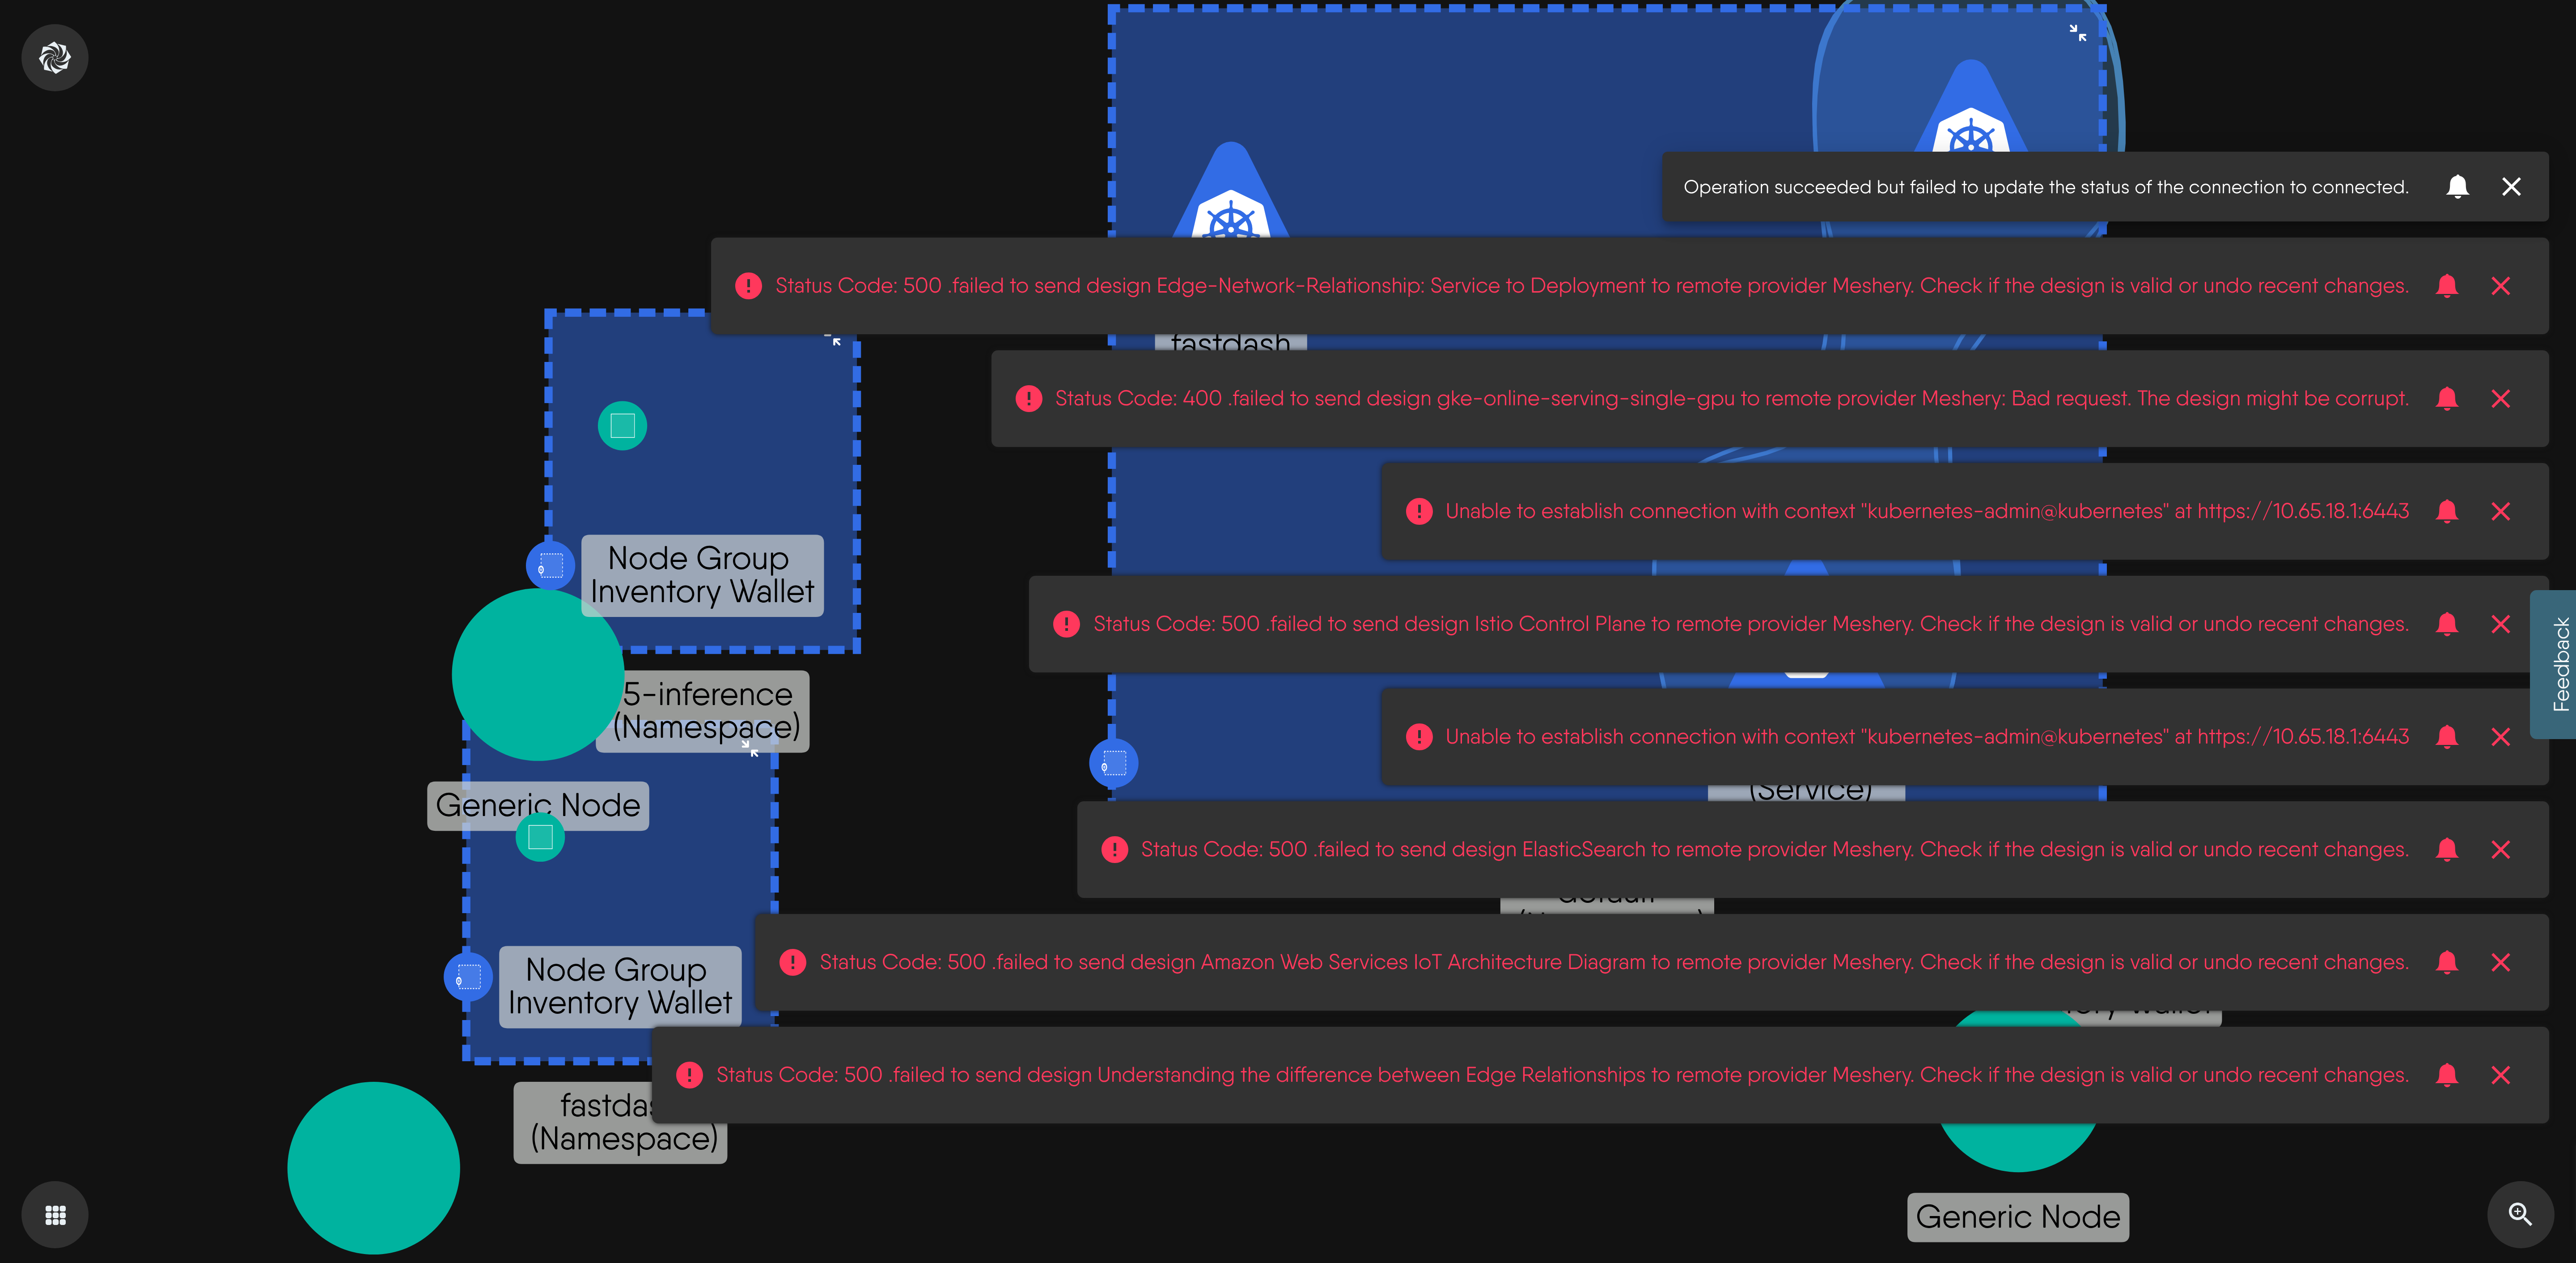 Operation succeeded but failed to update the status of the connection to connected.
Status Code: 500 .failed to send design Edge-Network-Relationship: Service to Deployment to remote provider Meshery. Check if the design is valid or undo recent changes.
fastdash
Status Code: 400 .failed to send design gke-online-serving-single-gpu to remote provider Meshery: Bad request. The design might be corrupt.
Unable to establish connection with context "kubernetes-admin@kubernetes" at https://10.65.18.1:6443
Node Group
Inventory Wallet
Status Code: 500 .failed to send design Istio Control Plane to remote provider Meshery. Check if the design is valid or undo recent changes.
Feedback
5-inference
(Namespace)
Unable to establish connection with context "kubernetes-admin@kubernetes" at https://10.65.18.1:6443
(Service)
Generic Node
Status Code: 500 .failed to send design ElasticSearch to remote provider Meshery. Check if the design is valid or undo recent changes.
Node Group
Inventory Wallet
Status Code: 500 .failed to send design Amazon Web Services IoT Architecture Diagram to remote provider Meshery. Check if the design is valid or undo recent changes.
Status Code: 500 .failed to send design Understanding the difference between Edge Relationships to remote provider Meshery. Check if the design is valid or undo recent changes.
fastdas
(Namespace)
Generic Node